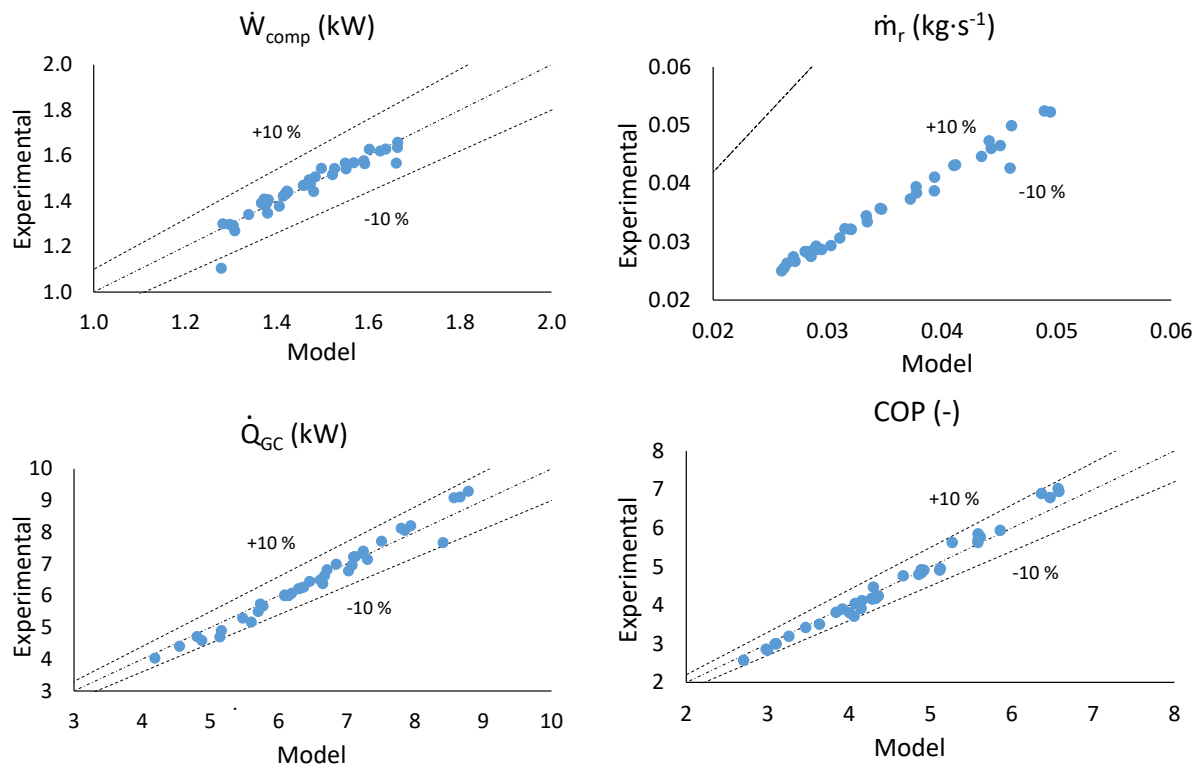 Ẇcomp (kW)
2.0
1.8
1.6
1.4
1.2
1.0
Experimental
+10 %
-10 %
1.0 1.2 1.4 1.6 1.8 2.0
Model
ṁr (kg·s-1)
0.06
0.05
0.04
0.03
0.02
Experimental
+10 %
-10 %
0.02 0.03 0.04 0.05 0.06
Model
Q̇GC (kW)
10
9
8
7
6
5
4
3
Experimental
+10 %
-10 %
3 4 5 6 7 8 9 10
Model
COP (-)
8
7
6
5
4
3
2
Experimental
+10 %
-10 %
2 3 4 5 6 7 8
Model